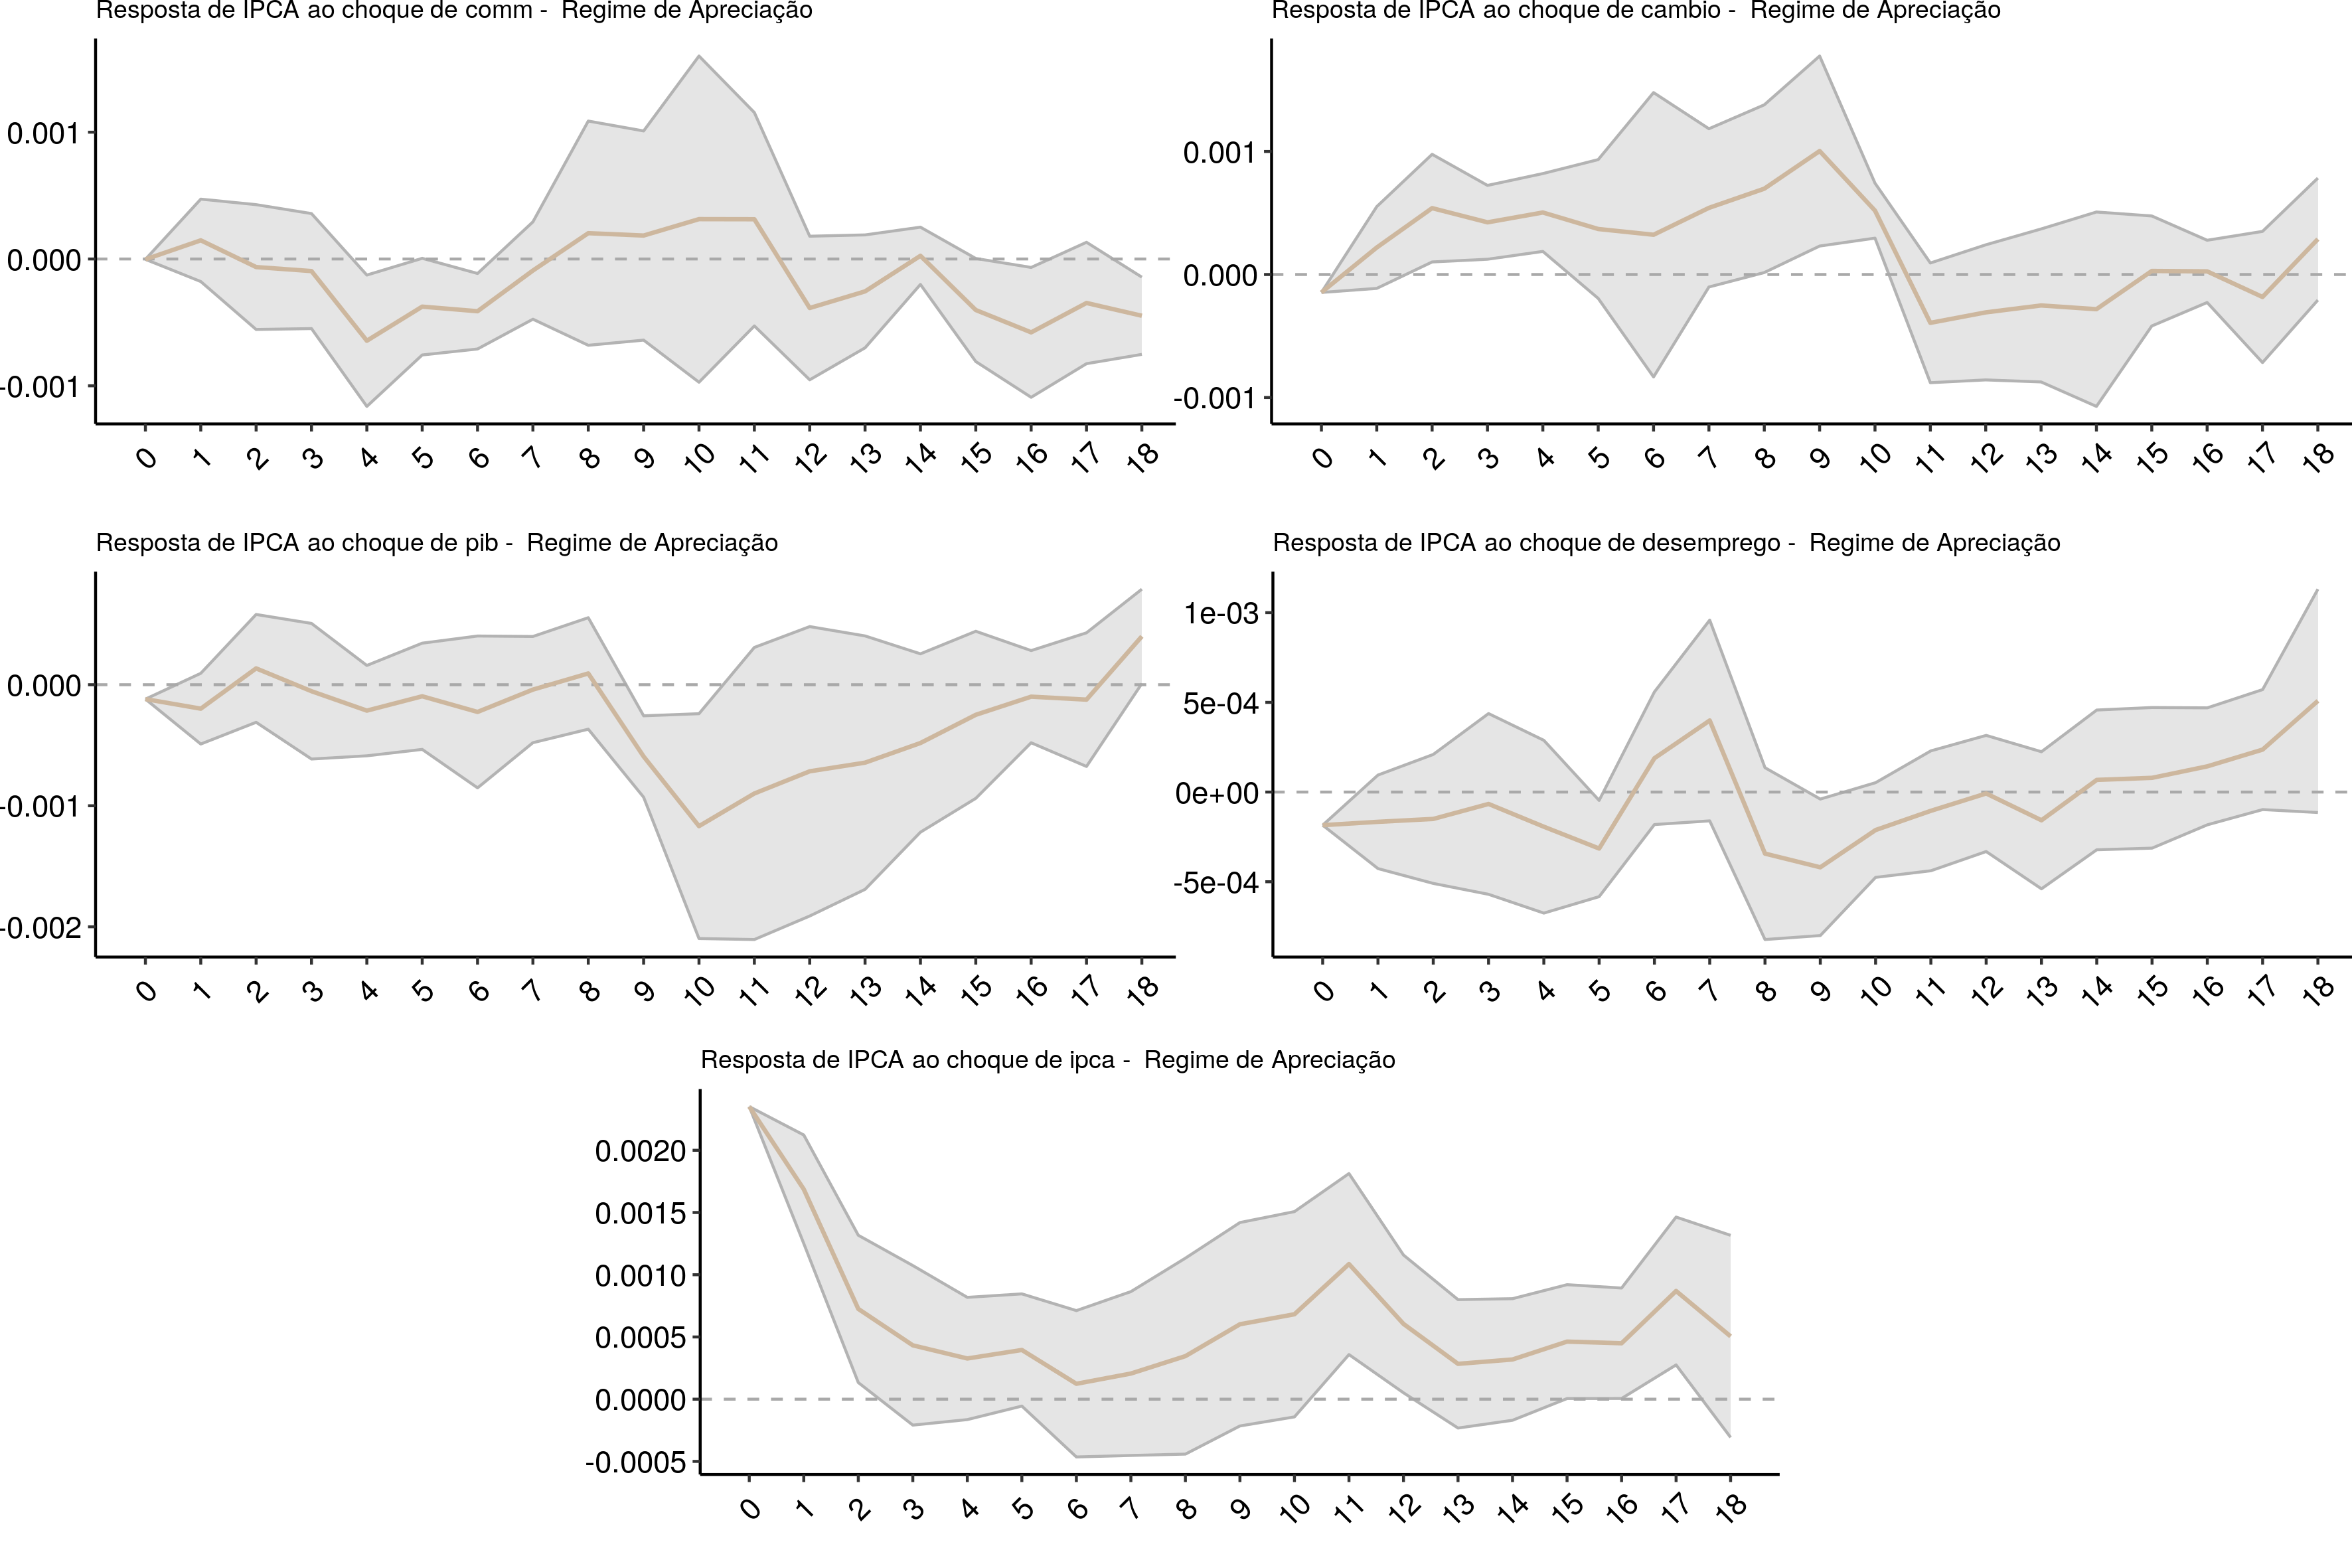 Resposta de IPCA ao choque de comm - Regime de Apreciação
0.001
0.000
-0.001
0 1 2 3 4 5 6 7 8 9 10 11 12 13 14 15 16 17 18
Resposta de IPCA ao choque de cambio - Regime de Apreciação
0.001
0.000
-0.001
0 1 2 3 4 5 6 7 8 9 10 11 12 13 14 15 16 17 18
Resposta de IPCA ao choque de pib - Regime de Apreciação
0.000
-0.001
-0.002
0 1 2 3 4 5 6 7 8 9 10 11 12 13 14 15 16 17 18
Resposta de IPCA ao choque de desemprego - Regime de Apreciação
1e-03
5e-04
0e+00
-5e-04
0 1 2 3 4 5 6 7 8 9 10 11 12 13 14 15 16 17 18
Resposta de IPCA ao choque de ipca - Regime de Apreciação
0.0020
0.0015
0.0010
0.0005
0.0000
-0.0005
0 1 2 3 4 5 6 7 8 9 10 11 12 13 14 15 16 17 18